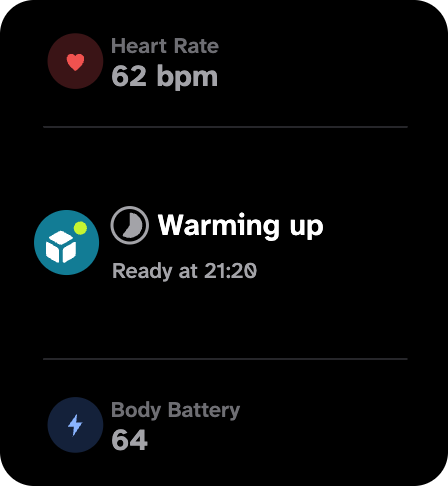 Heart Rate
62 bpm
Warming up
Ready at 21:20
Body Battery
64